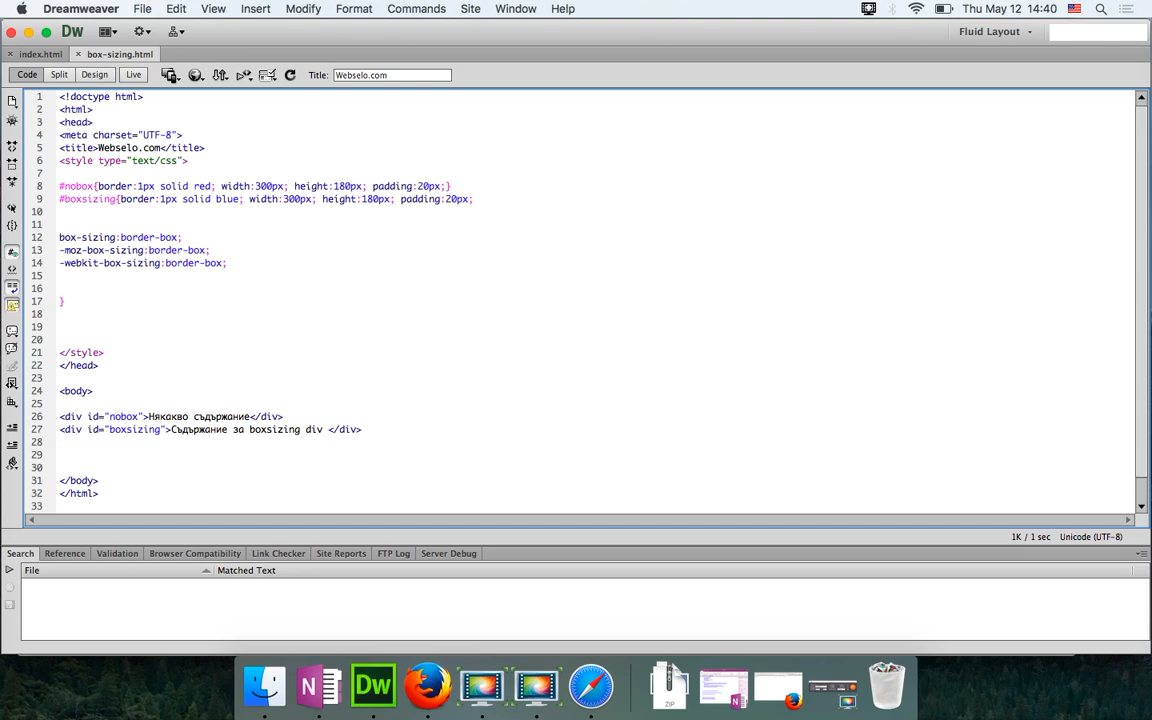 Dreamweaver File Edit View Insert Modify Format Commands Site Window Help Thu May 12 14:40
Dw Fluid Layout
index.html box-sizing.html
Code Split Design Live Title: Webselo.com
1 <!doctype html>
2 <html>
3 <head>
4 <meta charset="UTF-8">
5 <title>Webselo.com</title>
6 <style type="text/css">
7
8 #nobox{border:1px solid red; width:300px; height:180px; padding:20px;}
9 #boxsizing{border:1px solid blue; width:300px; height:180px; padding:20px;
10
11
12 box-sizing:border-box;
13 -moz-box-sizing:border-box;
14 -webkit-box-sizing:border-box;
15
16
17 }
18
19
20
21 </style>
22 </head>
23
24 <body>
25
26 <div id="nobox">Някакво съдържание</div>
27 <div id="boxsizing">Съдържание за boxsizing div </div>
28
29
30
31 </body>
32 </html>
33
1K / 1 sec Unicode (UTF-8)
Search Reference Validation Browser Compatibility Link Checker Site Reports FTP Log Server Debug
File Matched Text
N Dw ZIP